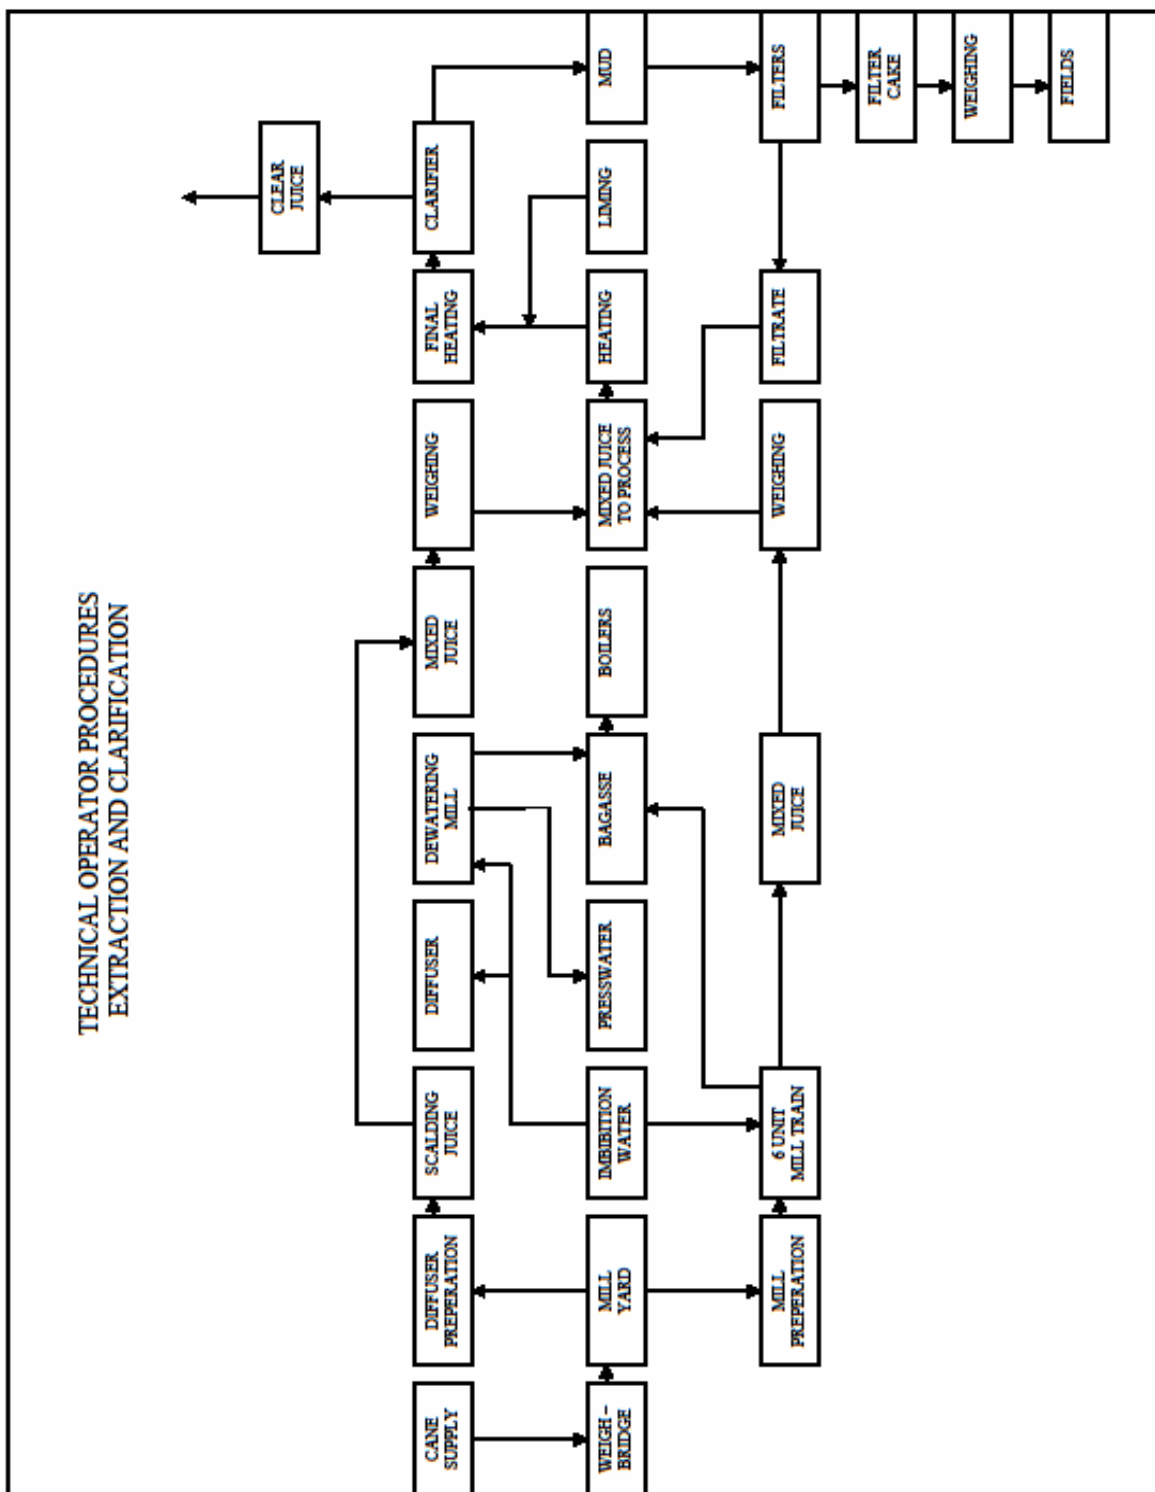 TECHNICAL OPERATOR PROCEDURES
EXTRACTION AND CLARIFICATION
CLEAR
JUICE
CANE
SUPPLY
DIFFUSER
PREPERATION
SCALDING
JUICE
DIFFUSER
DEWATERING
MILL
MIXED
JUICE
WEIGHING
FINAL
HEATING
CLARIFIER
WEIGH –
BRIDGE
MILL
YARD
IMBIBITION
WATER
PRESSWATER
BAGASSE
BOILERS
MIXED JUICE
TO PROCESS
HEATING
LIMING
MUD
MILL
PREPERATION
6 UNIT
MILL TRAIN
MIXED
JUICE
WEIGHING
FILTRATE
FILTERS
FILTER
CAKE
WEIGHING
FIELDS